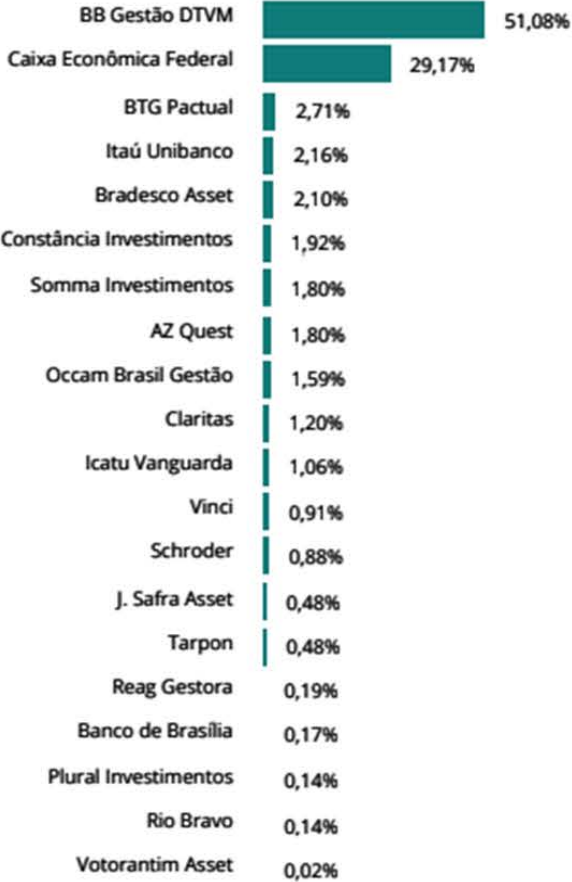 BB Gestão DTVM 51,08%
Caixa Econômica Federal 29,17%
BTG Pactual 2,71%
Itaú Unibanco 2,16%
Bradesco Asset 2,10%
Constância Investimentos 1,92%
Somma Investimentos 1,80%
AZ Quest 1,80%
Occam Brasil Gestão 1,59%
Claritas 1,20%
Icatu Vanguarda 1,06%
Vinci 0,91%
Schroder 0,88%
J. Safra Asset 0,48%
Tarpon 0,48%
Reag Gestora 0,19%
Banco de Brasília 0,17%
Plural Investimentos 0,14%
Rio Bravo 0,14%
Votorantim Asset 0,02%